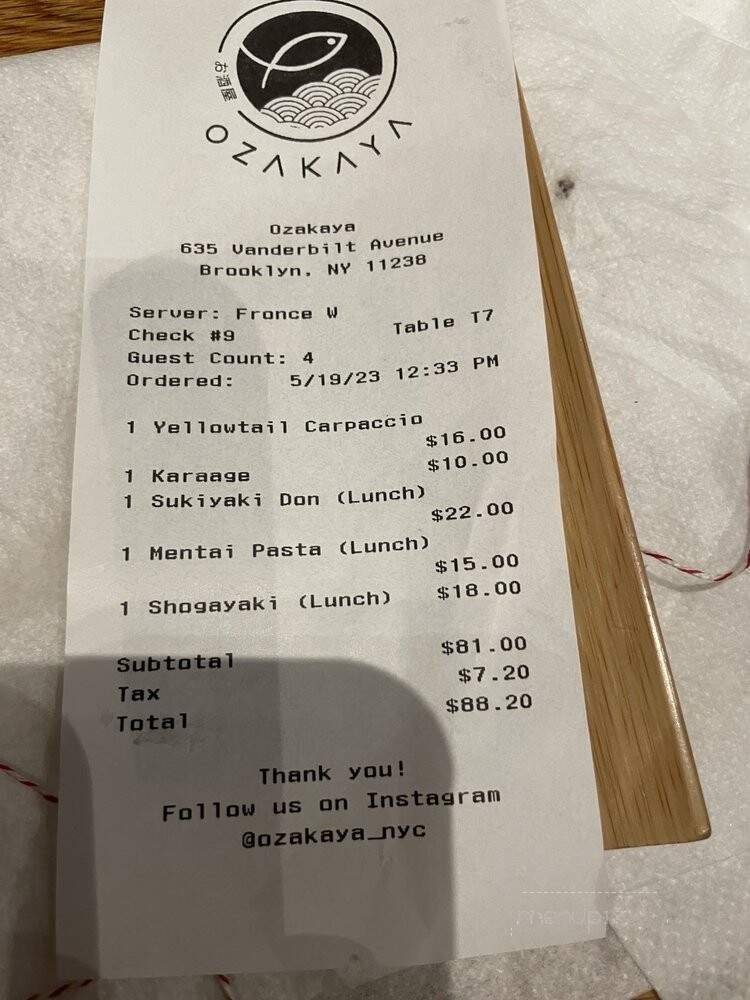 お酒屋
OZAKAYA
Ozakaya
635 Vanderbilt Avenue
Brooklyn, NY 11238
Server: Fronce W
Check #9 Table T7
Guest Count: 4
Ordered: 5/19/23 12:33 PM
1 Yellowtail Carpaccio
$16.00
1 Karaage $10.00
1 Sukiyaki Don (Lunch)
$22.00
1 Mentai Pasta (Lunch)
$15.00
1 Shogayaki (Lunch) $18.00
Subtotal $81.00
Tax $7.20
Total $88.20
Thank you!
Follow us on Instagram
@ozakaya_nyc